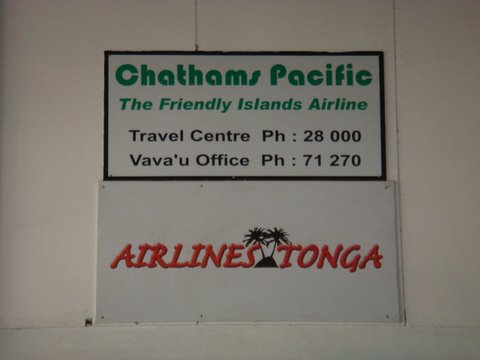 Chathams Pacific
The Friendly Islands Airline
Travel Centre Ph : 28 000
Vava'u Office Ph : 71 270
AIRLINES TONGA